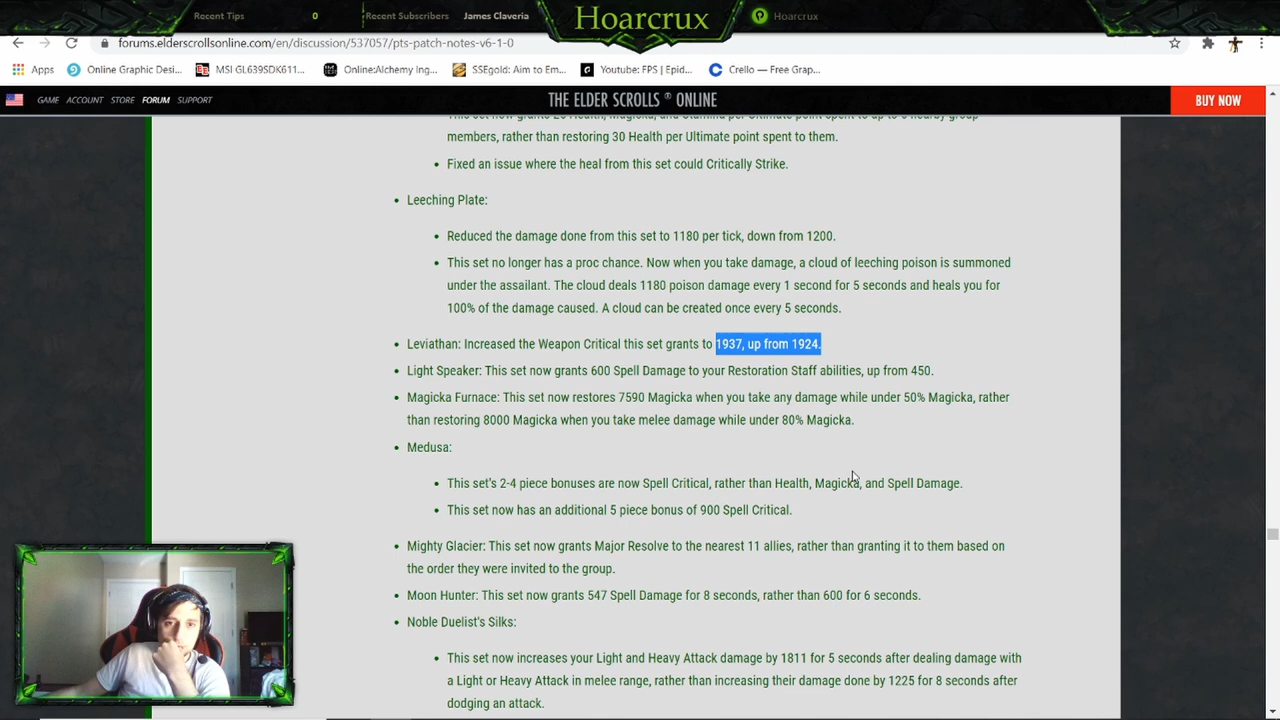 Recent Tips 0 Recent Subscribers James Claveria Hoarcrux Hoarcrux
forums.elderscrollsonline.com/en/discussion/537057/pts-patch-notes-v6-1-0
Apps Online Graphic Desi... MSI GL639SDK611... Online:Alchemy Ing... SSEgold: Aim to Em... Youtube: FPS | Epid... Crello — Free Grap...
GAME ACCOUNT STORE FORUM SUPPORT THE ELDER SCROLLS ® ONLINE BUY NOW
members, rather than restoring 30 Health per Ultimate point spent to them.
• Fixed an issue where the heal from this set could Critically Strike.
• Leeching Plate:
• Reduced the damage done from this set to 1180 per tick, down from 1200.
• This set no longer has a proc chance. Now when you take damage, a cloud of leeching poison is summoned
under the assailant. The cloud deals 1180 poison damage every 1 second for 5 seconds and heals you for
100% of the damage caused. A cloud can be created once every 5 seconds.
• Leviathan: Increased the Weapon Critical this set grants to 1937, up from 1924.
• Light Speaker: This set now grants 600 Spell Damage to your Restoration Staff abilities, up from 450.
• Magicka Furnace: This set now restores 7590 Magicka when you take any damage while under 50% Magicka, rather
than restoring 8000 Magicka when you take melee damage while under 80% Magicka.
• Medusa:
• This set's 2-4 piece bonuses are now Spell Critical, rather than Health, Magicka, and Spell Damage.
• This set now has an additional 5 piece bonus of 900 Spell Critical.
• Mighty Glacier: This set now grants Major Resolve to the nearest 11 allies, rather than granting it to them based on
the order they were invited to the group.
• Moon Hunter: This set now grants 547 Spell Damage for 8 seconds, rather than 600 for 6 seconds.
• Noble Duelist's Silks:
• This set now increases your Light and Heavy Attack damage by 1811 for 5 seconds after dealing damage with
a Light or Heavy Attack in melee range, rather than increasing their damage done by 1225 for 8 seconds after
dodging an attack.